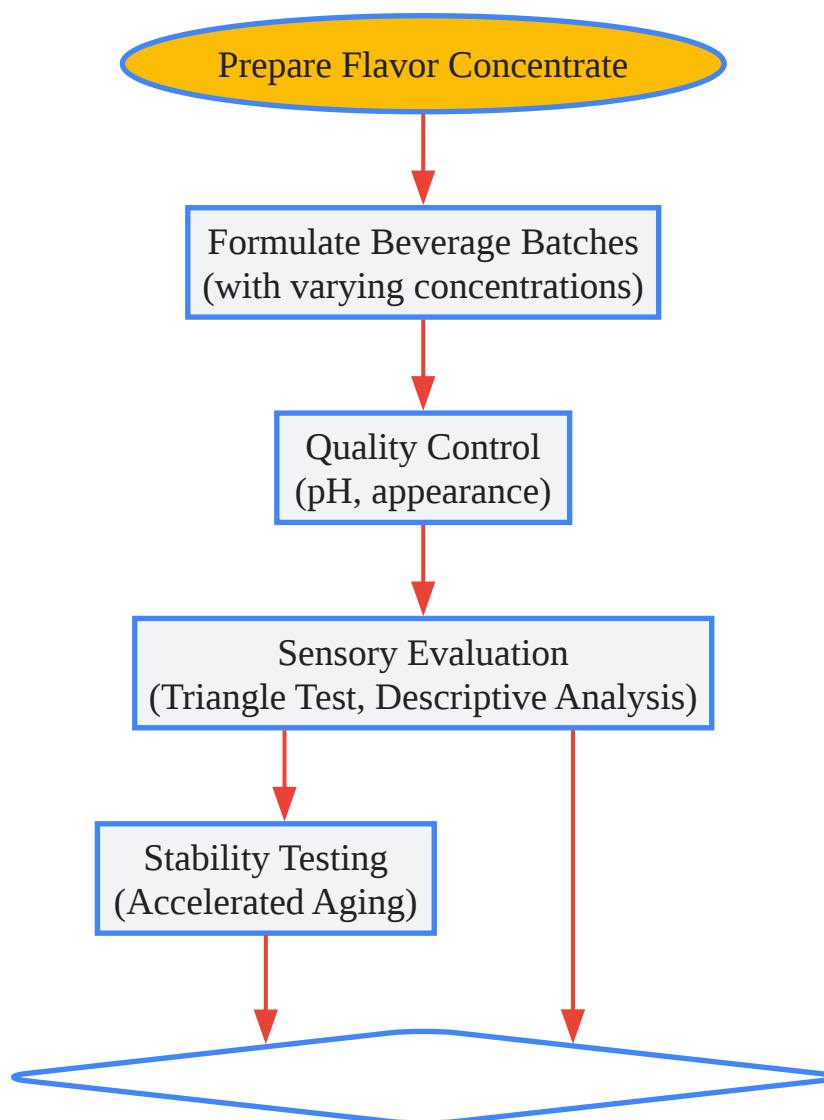 Prepare Flavor Concentrate
Formulate Beverage Batches
(with varying concentrations)
Quality Control
(pH, appearance)
Sensory Evaluation
(Triangle Test, Descriptive Analysis)
Stability Testing
(Accelerated Aging)